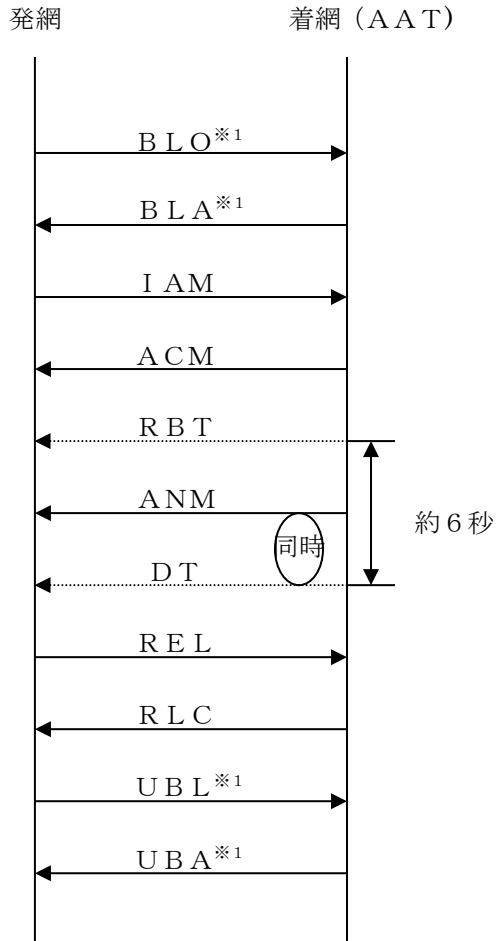 発網 着網（ＡＡＴ）
ＢＬＯ※1
ＢＬＡ※1
ＩＡＭ
ＡＣＭ
ＲＢＴ
ＡＮＭ
約６秒
同時
ＤＴ
ＲＥＬ
ＲＬＣ
ＵＢＬ※1
ＵＢＡ※1